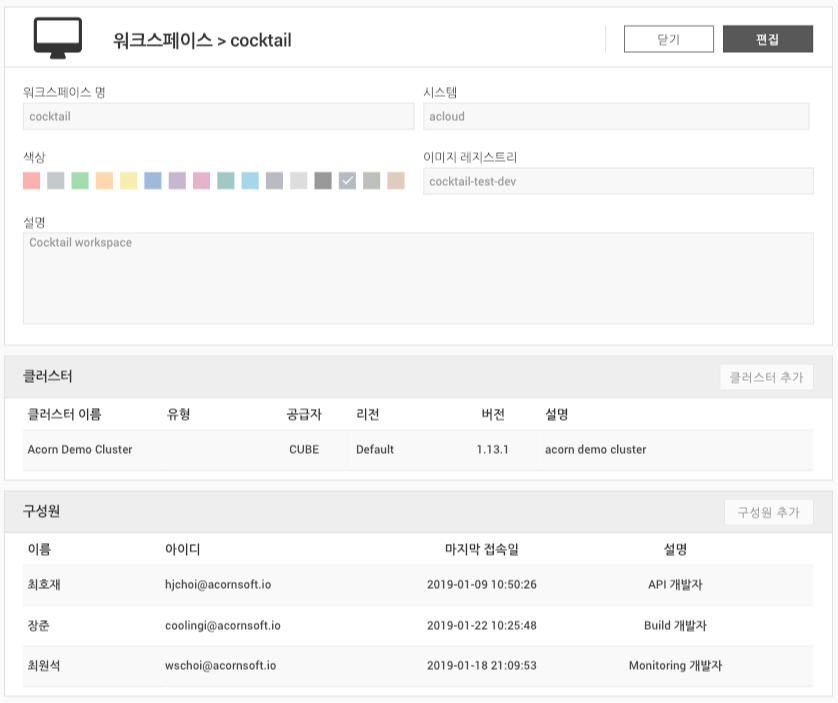 워크스페이스 > cocktail
닫기
편집
워크스페이스 명
시스템
cocktail
acloud
색상
이미지 레지스트리
cocktail-test-dev
설명
Cocktail workspace
클러스터
클러스터 추가
클러스터 이름 유형 공급자 리전 버전 설명
Acorn Demo Cluster CUBE Default 1.13.1 acorn demo cluster
구성원
구성원 추가
이름 아이디 마지막 접속일 설명
최호재 hjchoi@acornsoft.io 2019-01-09 10:50:26 API 개발자
장준 coolingi@acornsoft.io 2019-01-22 10:25:48 Build 개발자
최원석 wschoi@acornsoft.io 2019-01-18 21:09:53 Monitoring 개발자